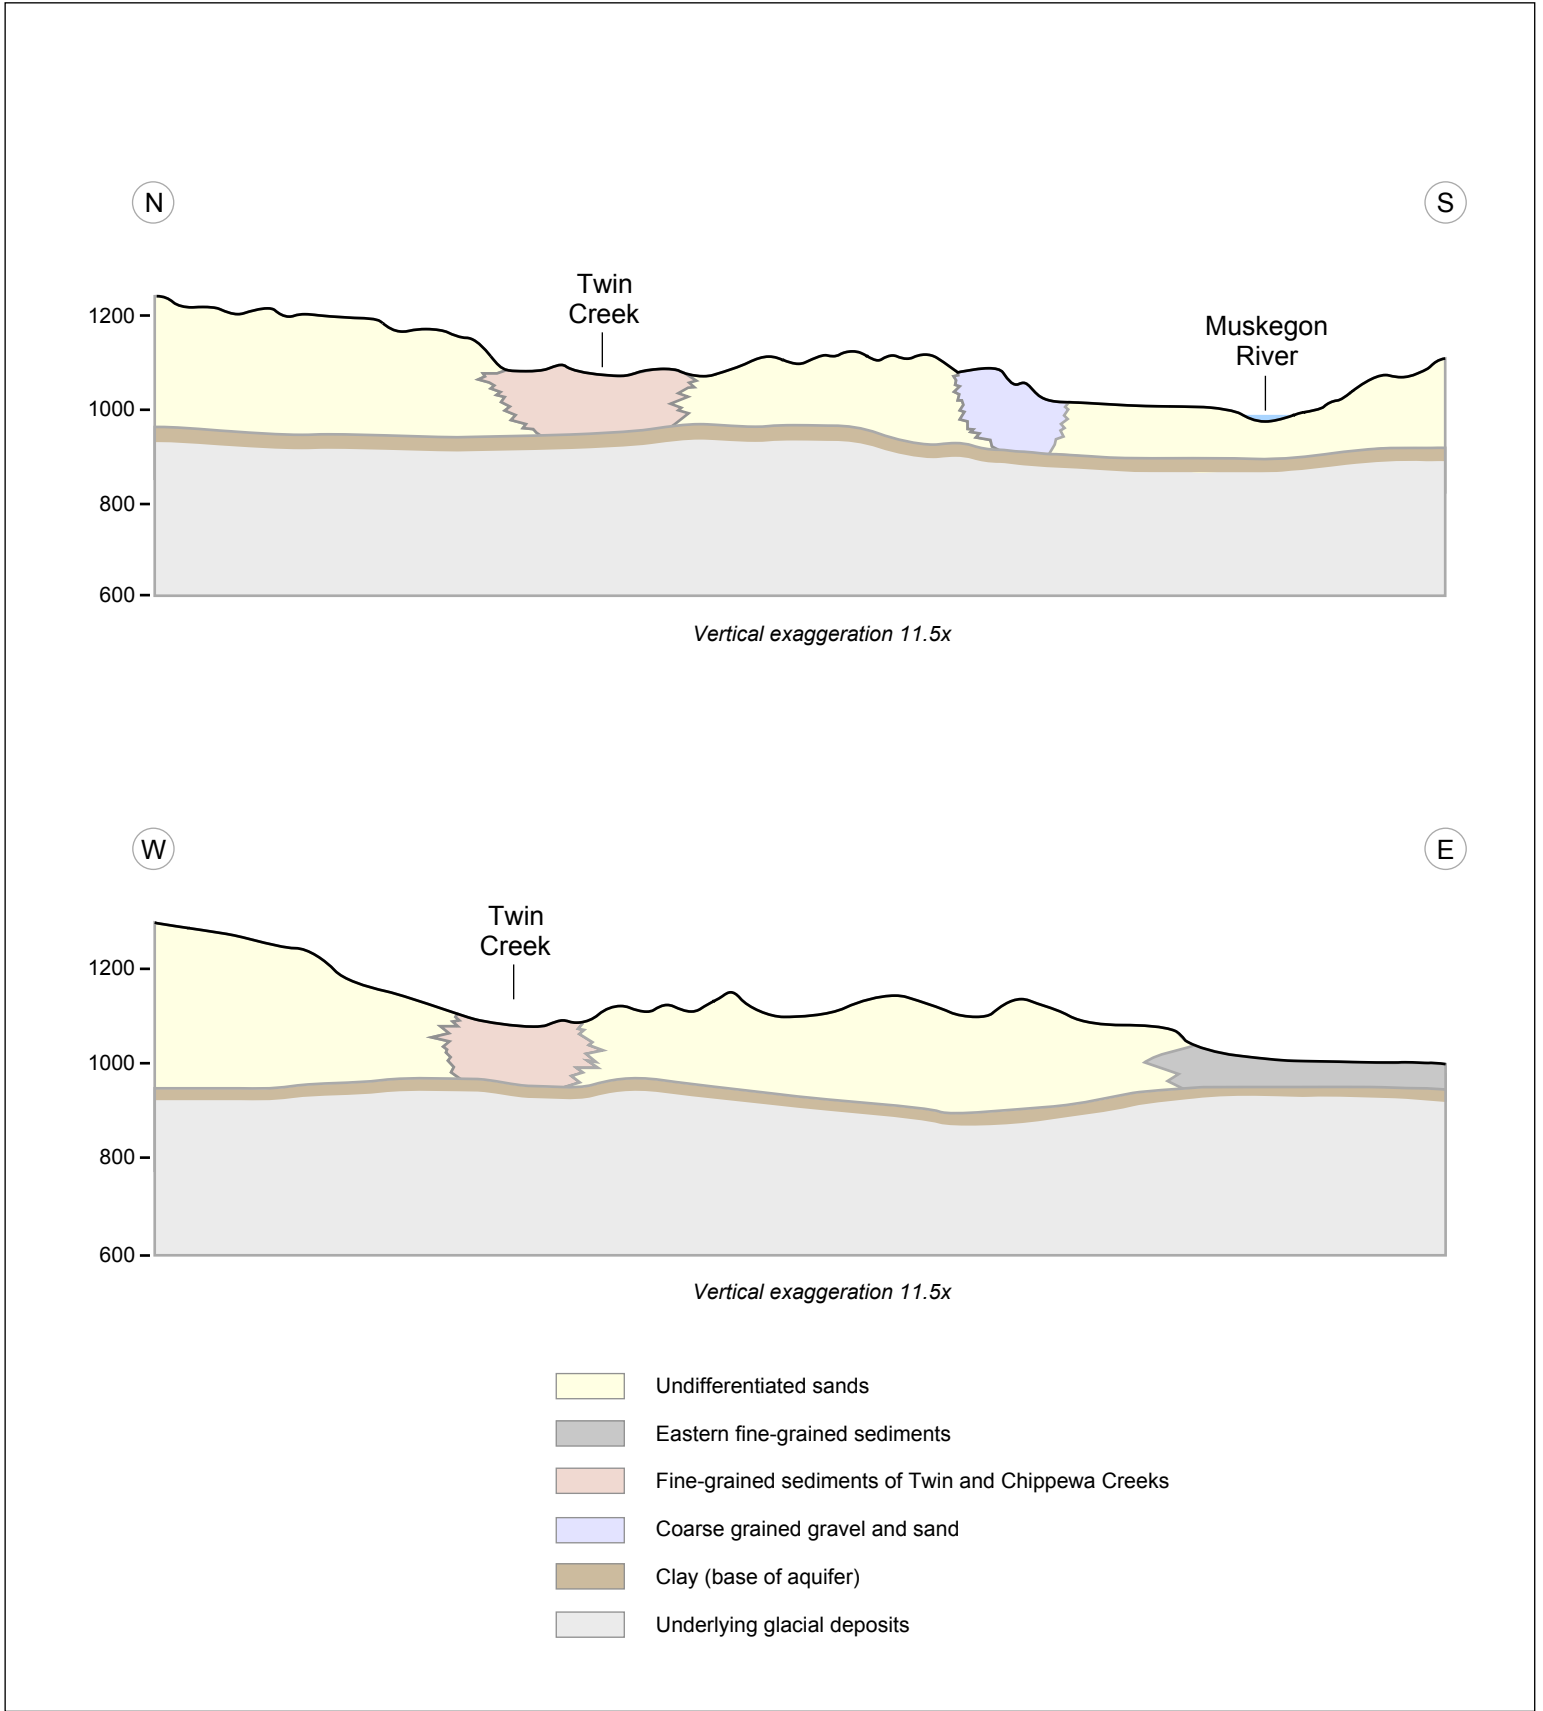 N
S
Twin
Creek
Muskegon
River
1200
1000
800
600
Vertical exaggeration 11.5x
W
E
Twin
Creek
1200
1000
800
600
Vertical exaggeration 11.5x
Undifferentiated sands
Eastern fine-grained sediments
Fine-grained sediments of Twin and Chippewa Creeks
Coarse grained gravel and sand
Clay (base of aquifer)
Underlying glacial deposits